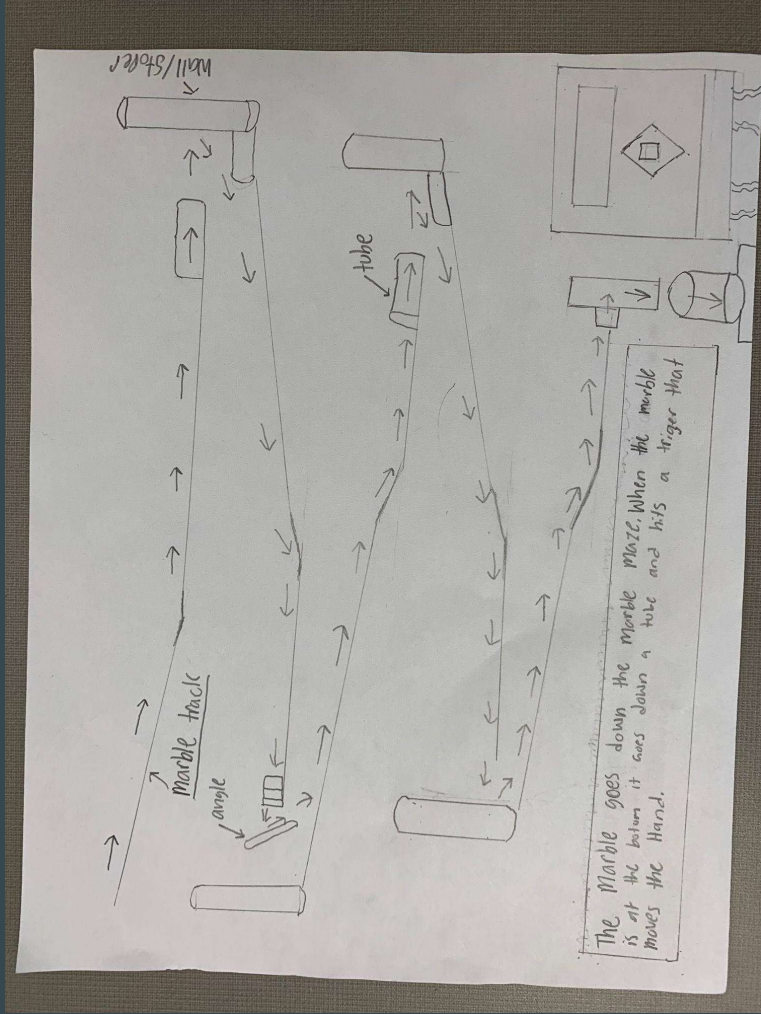 Wall/Stoper
marble track
angle
tube
The Marble goes down the Marble Maze. When the marble
is at the botum it goes down a tube and hits a triger that
moves the Hand.